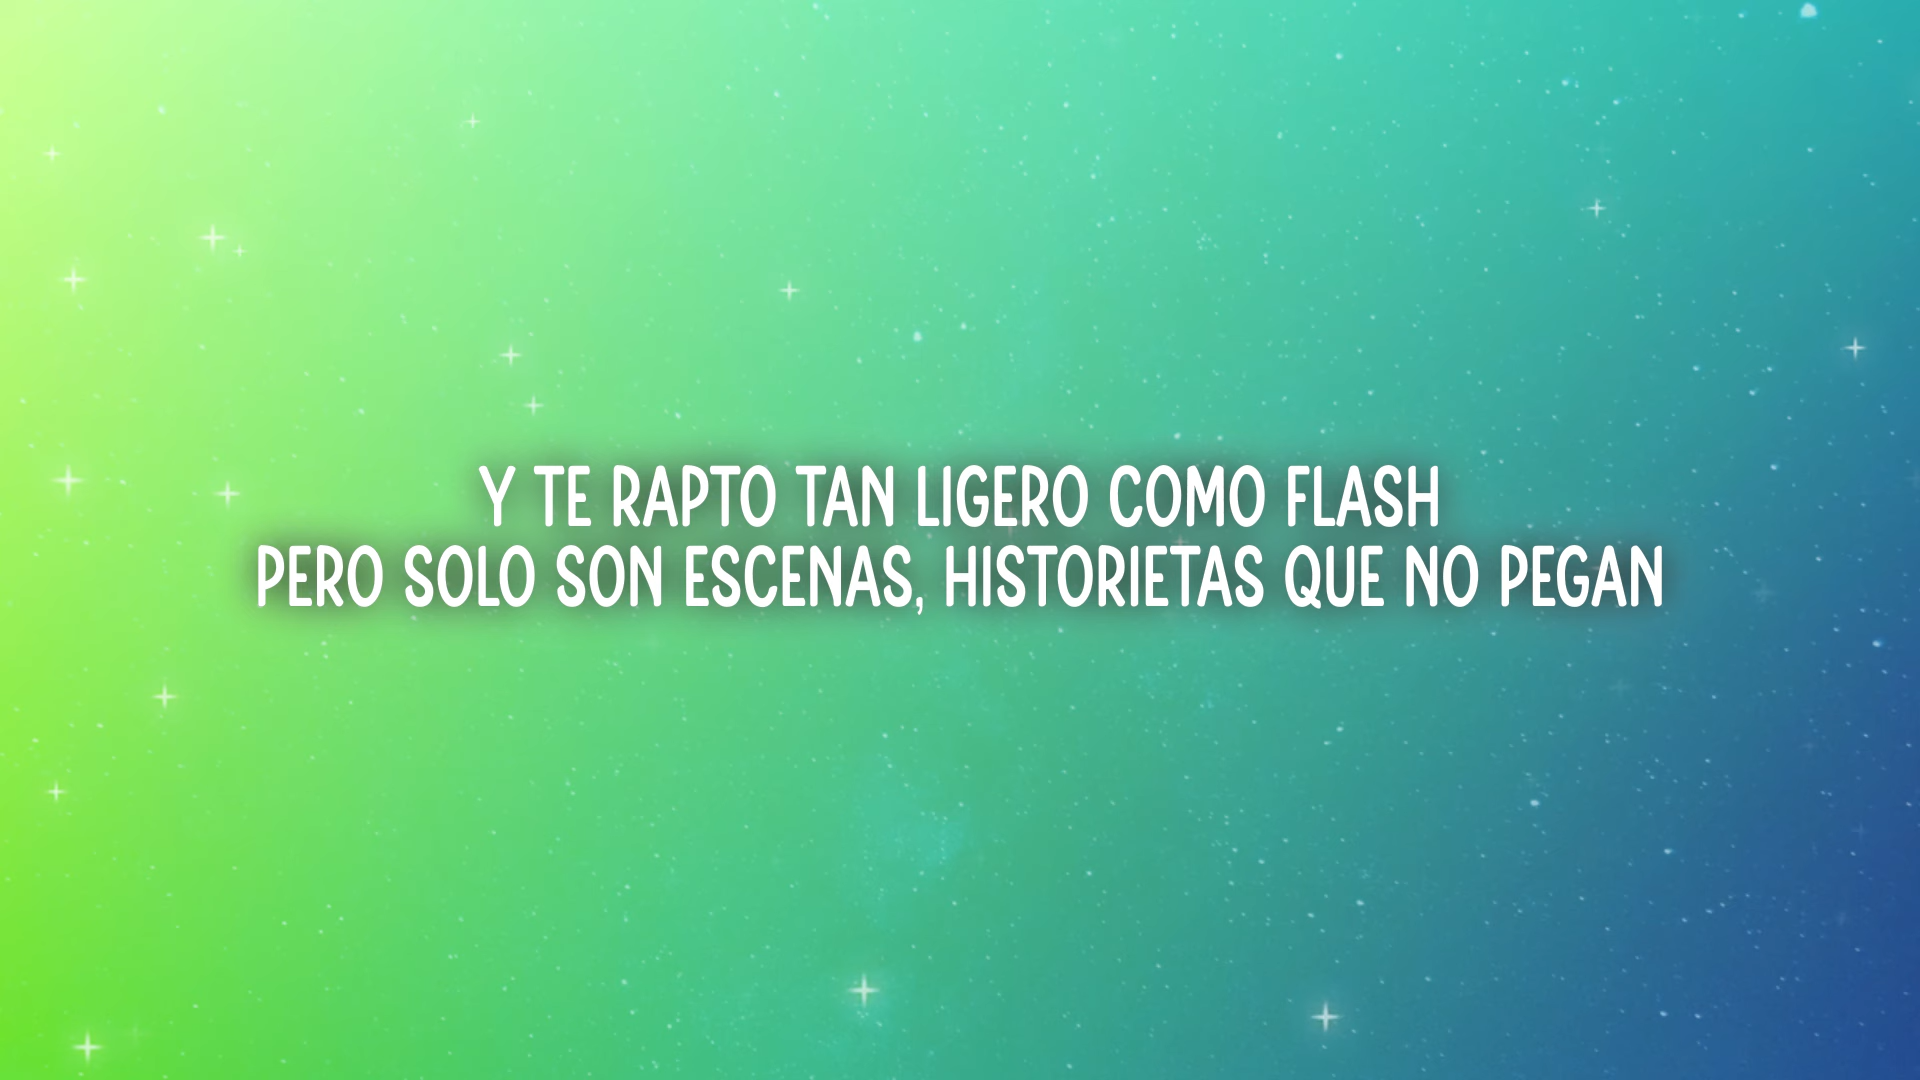 Y TE RAPTO TAN LIGERO COMO FLASH
PERO SOLO SON ESCENAS, HISTORIETAS QUE NO PEGAN